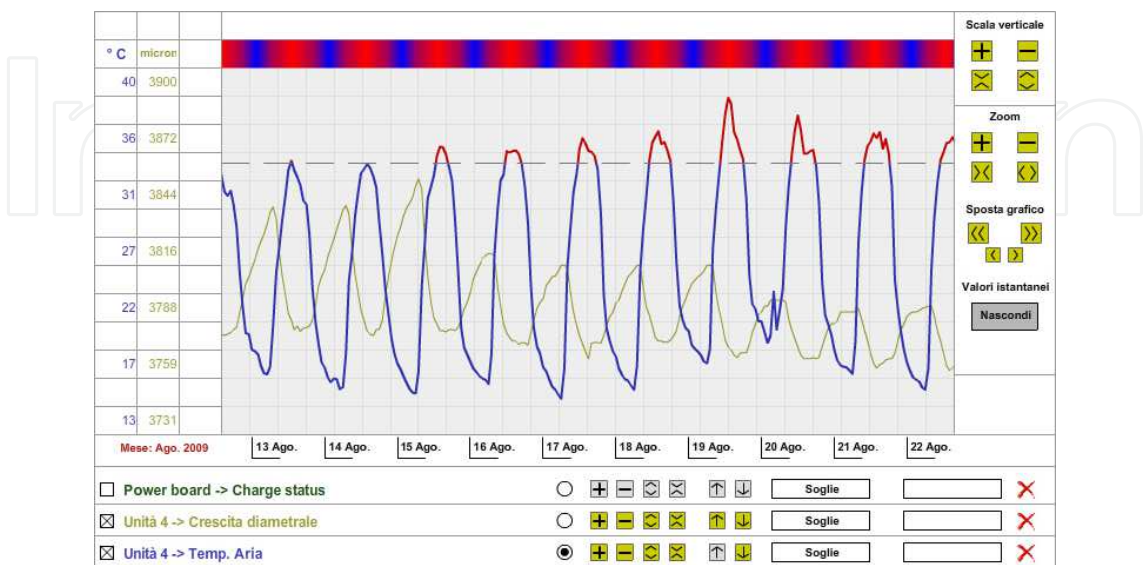 Scala verticale
° C micron
40 3900
Zoom
36 3872
31 3844
Sposta grafico
27 3816
Valori istantanei
22 3788
Nascondi
17 3759
13 3731
Mese: Ago. 2009 13 Ago. 14 Ago. 15 Ago. 16 Ago. 17 Ago. 18 Ago. 19 Ago. 20 Ago. 21 Ago. 22 Ago.
Power board -> Charge status Soglie
Unità 4 -> Crescita diametrale Soglie
Unità 4 -> Temp. Aria Soglie